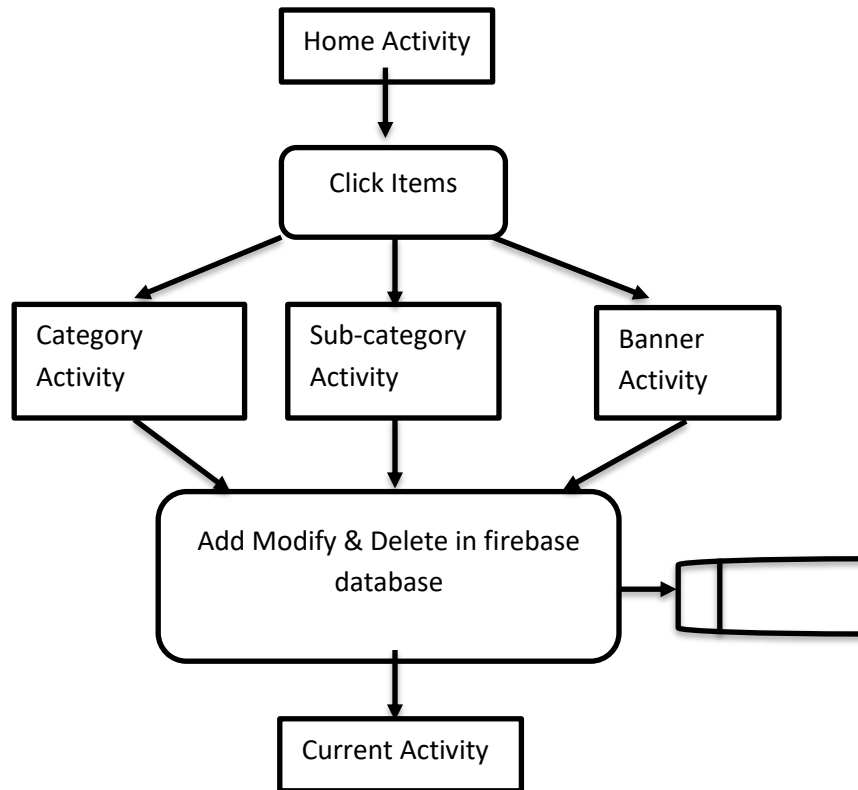 Home Activity
Click Items
Category
Activity
Sub-category
Activity
Banner
Activity
Add Modify & Delete in firebase
database
Current Activity